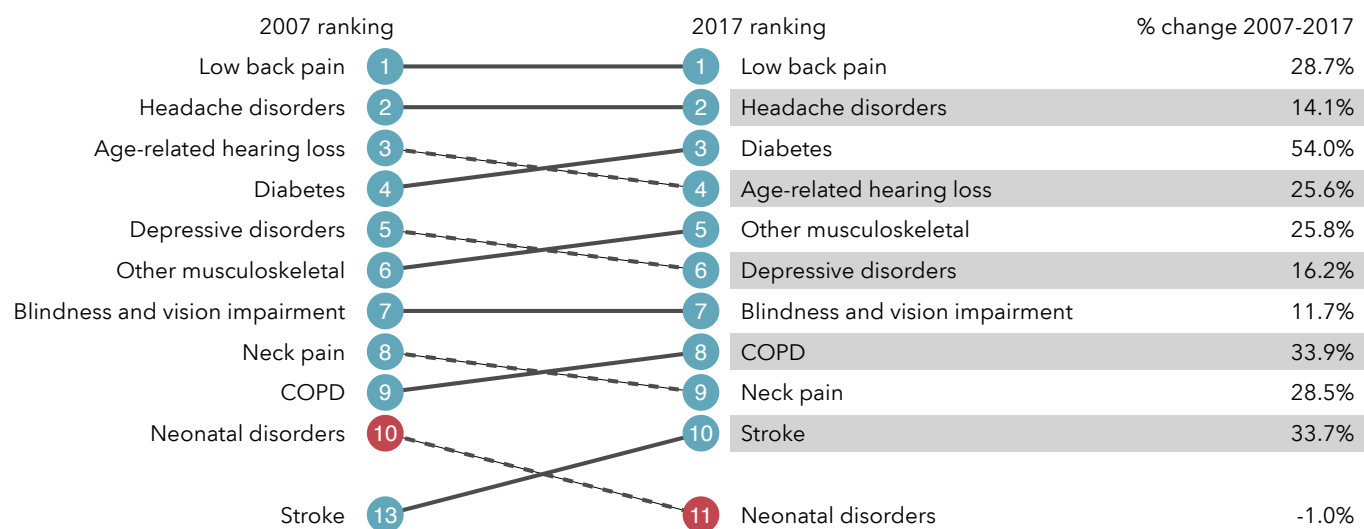 2007 ranking 2017 ranking % change 2007-2017
Low back pain 1 1 Low back pain 28.7%
Headache disorders 2 2 Headache disorders 14.1%
Age-related hearing loss 3 3 Diabetes 54.0%
Diabetes 4 4 Age-related hearing loss 25.6%
Depressive disorders 5 5 Other musculoskeletal 25.8%
Other musculoskeletal 6 6 Depressive disorders 16.2%
Blindness and vision impairment 7 7 Blindness and vision impairment 11.7%
Neck pain 8 8 COPD 33.9%
COPD 9 9 Neck pain 28.5%
Neonatal disorders 10 10 Stroke 33.7%
Stroke 13 11 Neonatal disorders -1.0%